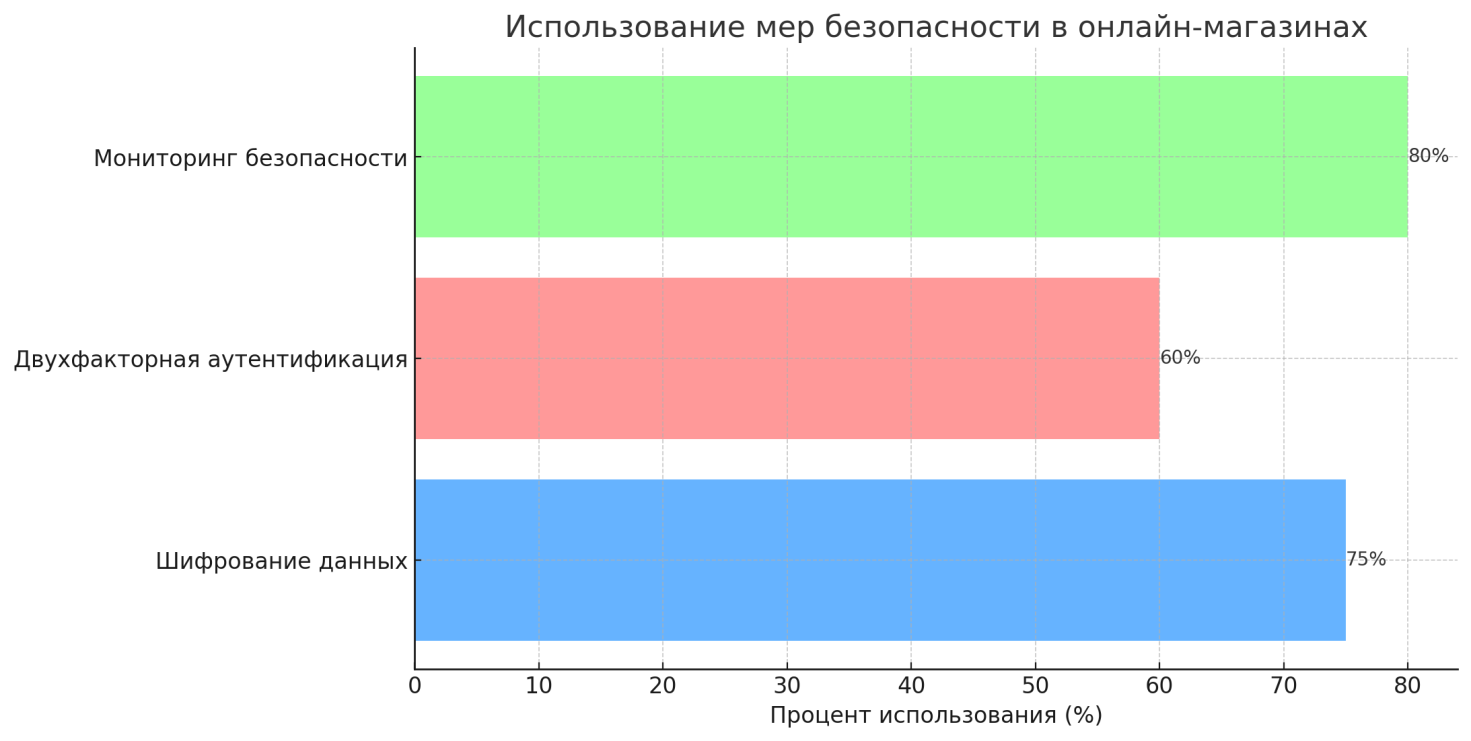 Использование мер безопасности в онлайн-магазинах
Мониторинг безопасности
80%
Двухфакторная аутентификация
60%
Шифрование данных
75%
0 10 20 30 40 50 60 70 80
Процент использования (%)